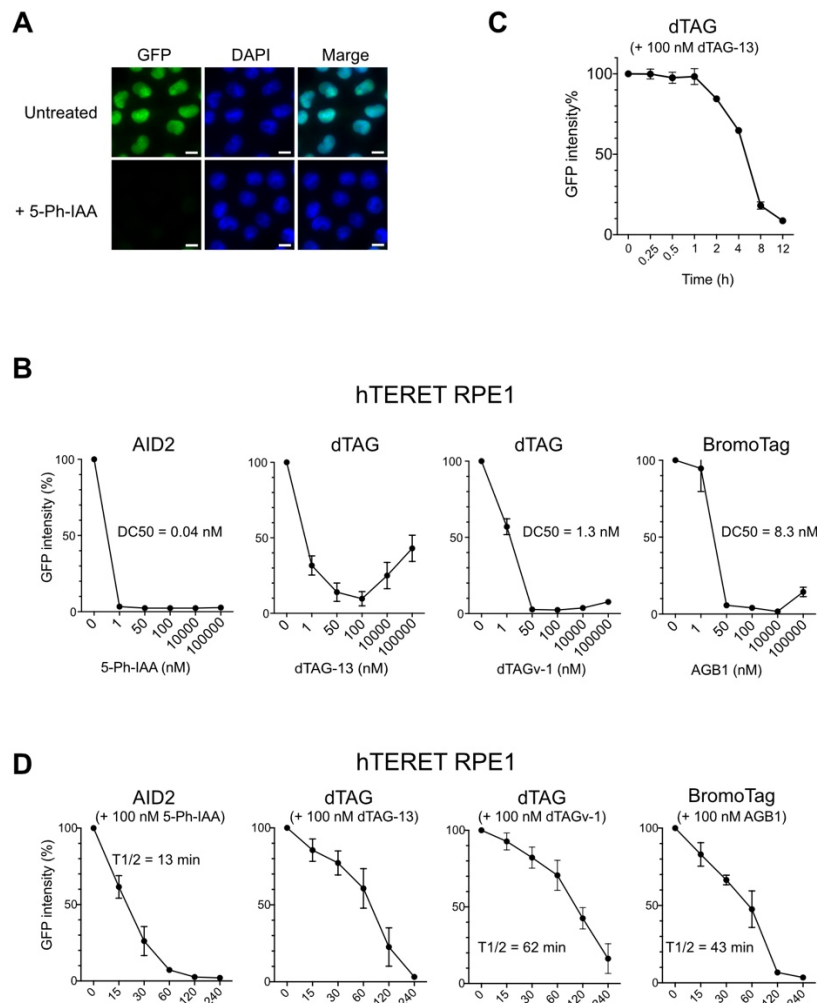 A
GFP DAPI Marge
Untreated
+ 5-Ph-IAA
C
dTAG
(+ 100 nM dTAG-13)
GFP intensity%
100
50
0
0 0.25 0.5 1 2 4 8 12
Time (h)
B
hTERET RPE1
AID2
GFP intensity (%)
100
50
0
DC50 = 0.04 nM
0 1 50 100 10000 100000
5-Ph-IAA (nM)
dTAG
100
50
0
0 1 50 100 10000 100000
dTAG-13 (nM)
dTAG
100
50
0
DC50 = 1.3 nM
0 1 50 100 10000 100000
dTAGv-1 (nM)
BromoTag
100
50
0
DC50 = 8.3 nM
0 1 50 100 10000 100000
AGB1 (nM)
D
hTERET RPE1
AID2
(+ 100 nM 5-Ph-IAA)
GFP intensity (%)
100
50
0
T1/2 = 13 min
0 15 30 60 120 240
dTAG
(+ 100 nM dTAG-13)
100
50
0
0 15 30 60 120 240
dTAG
(+ 100 nM dTAGv-1)
100
50
0
T1/2 = 62 min
0 15 30 60 120 240
BromoTag
(+ 100 nM AGB1)
100
50
0
T1/2 = 43 min
0 15 30 60 120 240